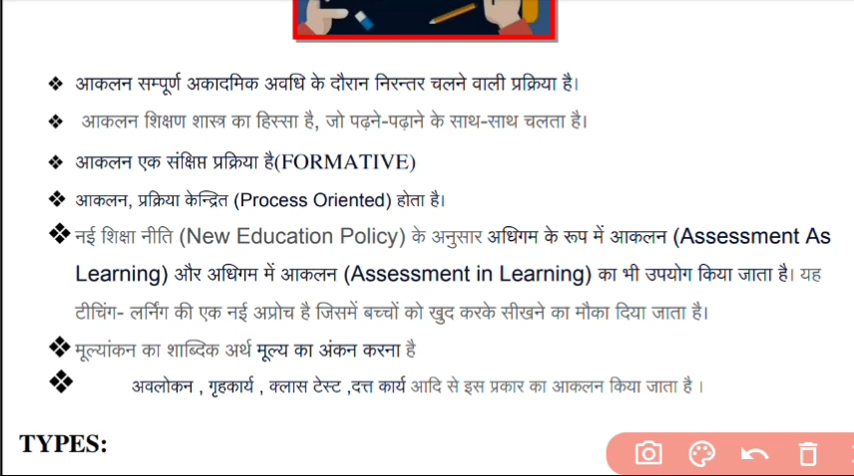 ❖ आकलन सम्पूर्ण अकादमिक अवधि के दौरान निरन्तर चलने वाली प्रक्रिया है।
❖ आकलन शिक्षण शास्त्र का हिस्सा है, जो पढ़ने-पढ़ाने के साथ-साथ चलता है।
❖ आकलन एक संक्षिप्त प्रक्रिया है(FORMATIVE)
❖ आकलन, प्रक्रिया केन्द्रित (Process Oriented) होता है।
❖ नई शिक्षा नीति (New Education Policy) के अनुसार अधिगम के रूप में आकलन (Assessment As
Learning) और अधिगम में आकलन (Assessment in Learning) का भी उपयोग किया जाता है। यह
टीचिंग- लर्निंग की एक नई अप्रोच है जिसमें बच्चों को खुद करके सीखने का मौका दिया जाता है।
❖ मूल्यांकन का शाब्दिक अर्थ मूल्य का अंकन करना है
❖ अवलोकन , गृहकार्य , क्लास टेस्ट ,दत्त कार्य आदि से इस प्रकार का आकलन किया जाता है ।
TYPES: